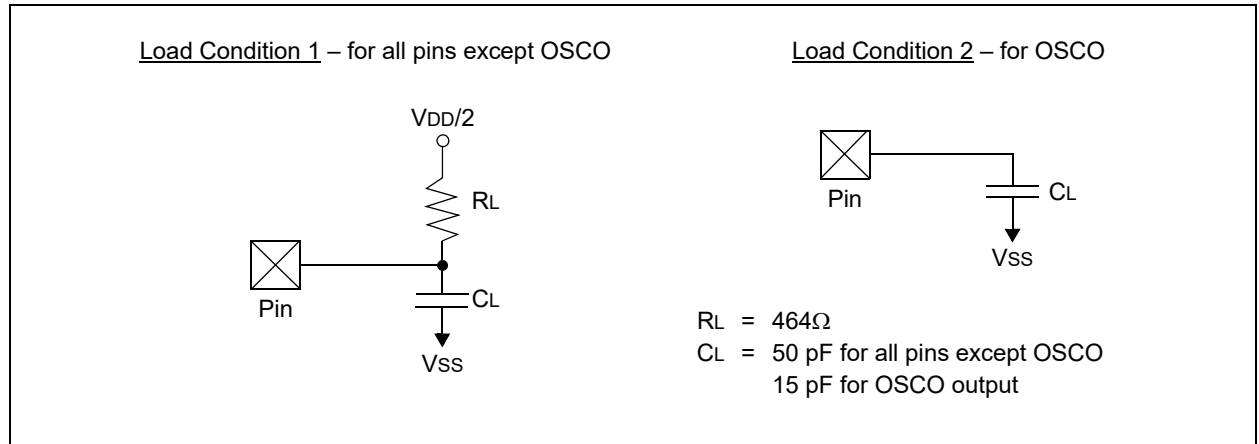 Load Condition 1 – for all pins except OSCO
VDD/2
RL
Pin
CL
VSS
Load Condition 2 – for OSCO
Pin
CL
VSS
RL = 464Ω
CL = 50 pF for all pins except OSCO
15 pF for OSCO output